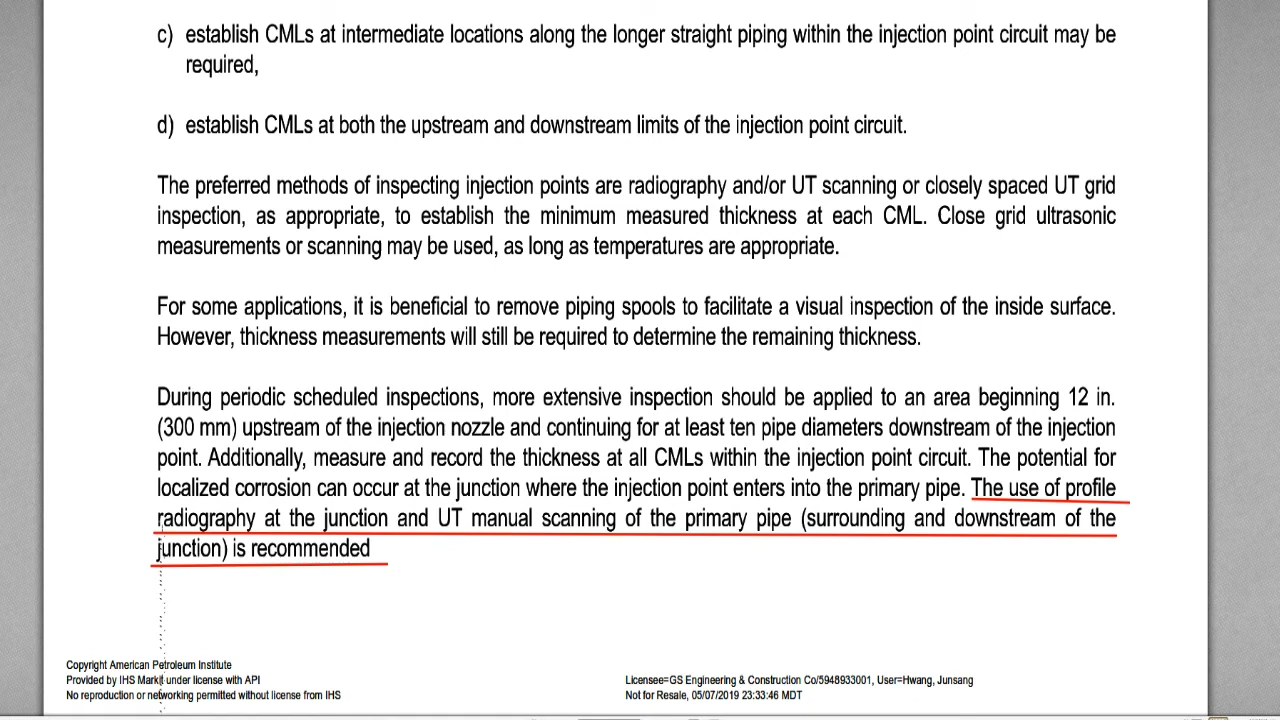 c) establish CMLs at intermediate locations along the longer straight piping within the injection point circuit may be
required,
d) establish CMLs at both the upstream and downstream limits of the injection point circuit.
The preferred methods of inspecting injection points are radiography and/or UT scanning or closely spaced UT grid
inspection, as appropriate, to establish the minimum measured thickness at each CML. Close grid ultrasonic
measurements or scanning may be used, as long as temperatures are appropriate.
For some applications, it is beneficial to remove piping spools to facilitate a visual inspection of the inside surface.
However, thickness measurements will still be required to determine the remaining thickness.
During periodic scheduled inspections, more extensive inspection should be applied to an area beginning 12 in.
(300 mm) upstream of the injection nozzle and continuing for at least ten pipe diameters downstream of the injection
point. Additionally, measure and record the thickness at all CMLs within the injection point circuit. The potential for
localized corrosion can occur at the junction where the injection point enters into the primary pipe. The use of profile
radiography at the junction and UT manual scanning of the primary pipe (surrounding and downstream of the
junction) is recommended
Copyright American Petroleum Institute
Provided by IHS Markit under license with API
No reproduction or networking permitted without license from IHS
Licensee=GS Engineering & Construction Co/5948933001, User=Hwang, Junsang
Not for Resale, 05/07/2019 23:33:46 MDT